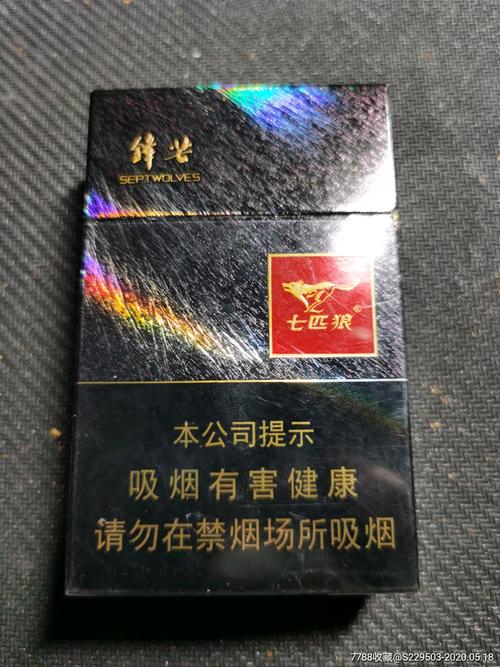 锋芒
SEPTWOLVES
七匹狼®
本公司提示
吸烟有害健康
请勿在禁烟场所吸烟
7788收藏@S229503-2020.05.18